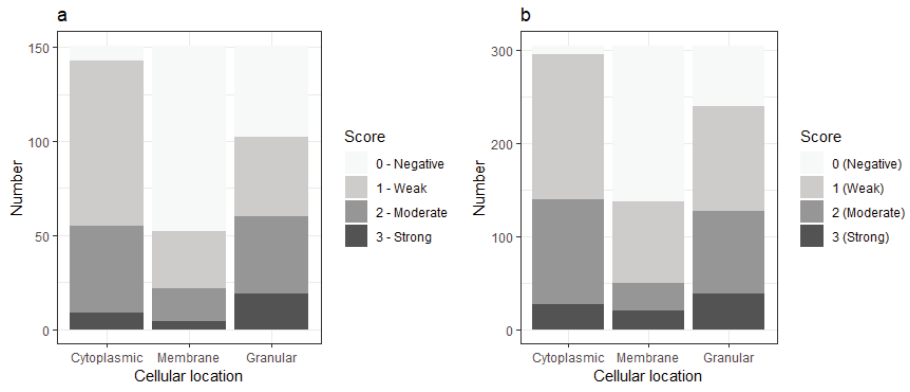 a
150
100
50
0
Number
Cytoplasmic Membrane Granular
Cellular location
Score
0 - Negative
1 - Weak
2 - Moderate
3 - Strong
b
300
200
100
0
Number
Cytoplasmic Membrane Granular
Cellular location
Score
0 (Negative)
1 (Weak)
2 (Moderate)
3 (Strong)